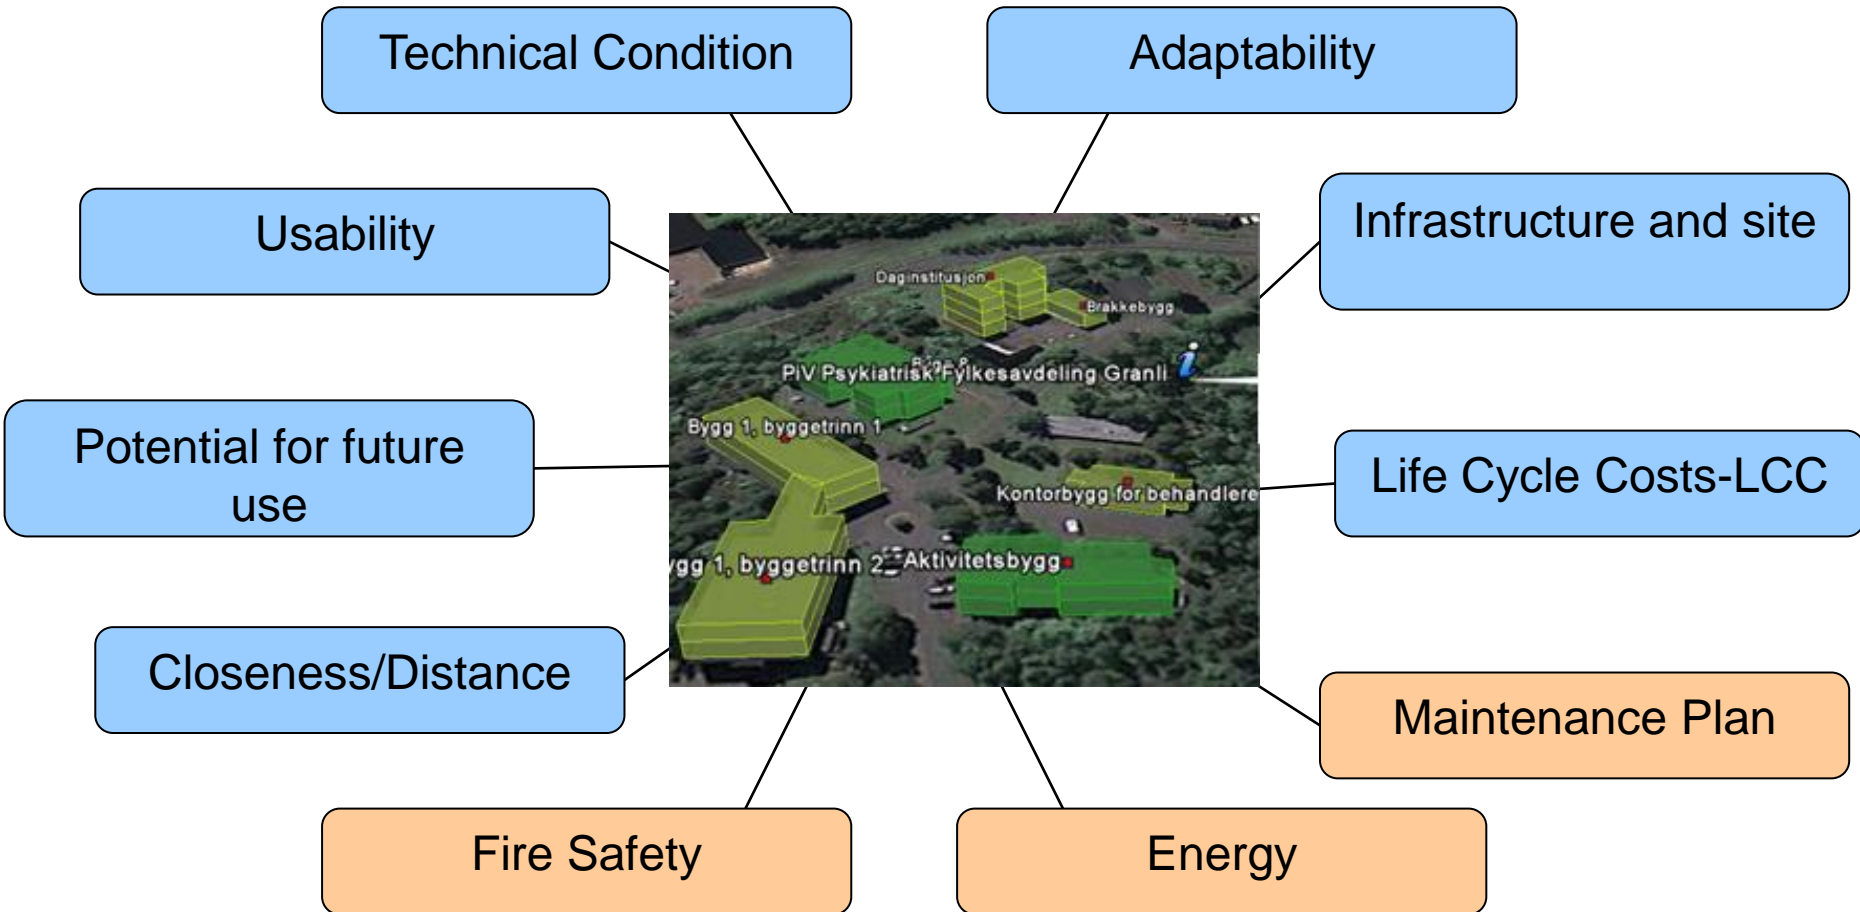 Technical Condition
Adaptability
Usability
Infrastructure and site
Daginstitusjon
Brakkebygg
PiV Psykiatrisk Fylkesavdeling Granli
Potential for future
use
Bygg 1, byggetrinn 1
Life Cycle Costs-LCC
Kontorbygg for behandlere
ygg 1, byggetrinn 2
Aktivitetsbygg
Closeness/Distance
Maintenance Plan
Fire Safety
Energy